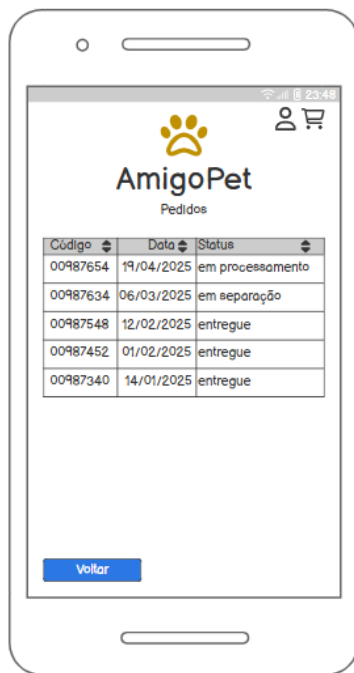 23:48
AmigoPet
Pedidos
Código Data Status
00987654 19/04/2025 em processamento
00987634 06/03/2025 em separação
00987548 12/02/2025 entregue
00987452 01/02/2025 entregue
00987340 14/01/2025 entregue
Voltar